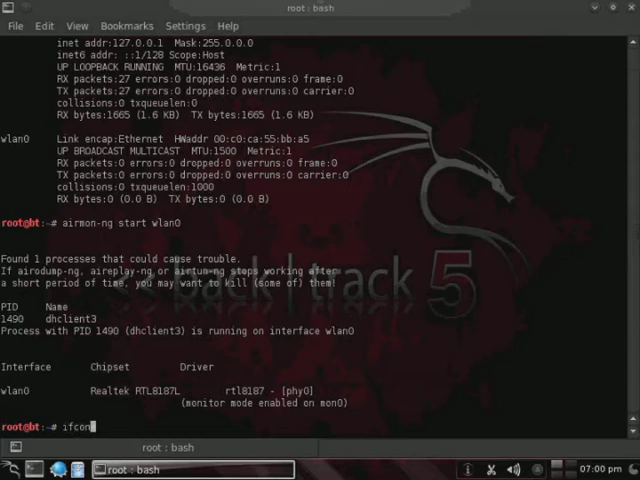 root : bash
File Edit View Bookmarks Settings Help
inet addr:127.0.0.1 Mask:255.0.0.0
inet6 addr: ::1/128 Scope:Host
UP LOOPBACK RUNNING MTU:16436 Metric:1
RX packets:27 errors:0 dropped:0 overruns:0 frame:0
TX packets:27 errors:0 dropped:0 overruns:0 carrier:0
collisions:0 txqueuelen:0
RX bytes:1665 (1.6 KB) TX bytes:1665 (1.6 KB)
wlan0 Link encap:Ethernet HWaddr 00:c0:ca:55:bb:a5
UP BROADCAST MULTICAST MTU:1500 Metric:1
RX packets:0 errors:0 dropped:0 overruns:0 frame:0
TX packets:0 errors:0 dropped:0 overruns:0 carrier:0
collisions:0 txqueuelen:1000
RX bytes:0 (0.0 B) TX bytes:0 (0.0 B)
root@bt:~# airmon-ng start wlan0
Found 1 processes that could cause trouble.
If airodump-ng, aireplay-ng or airtun-ng stops working after
a short period of time, you may want to kill (some of) them!
<< back | track 5
PID Name
1490 dhclient3
Process with PID 1490 (dhclient3) is running on interface wlan0
Interface Chipset Driver
wlan0 Realtek RTL8187L rtl8187 - [phy0]
(monitor mode enabled on mon0)
root@bt:~# ifcon
root : bash
root : bash 07:00 pm